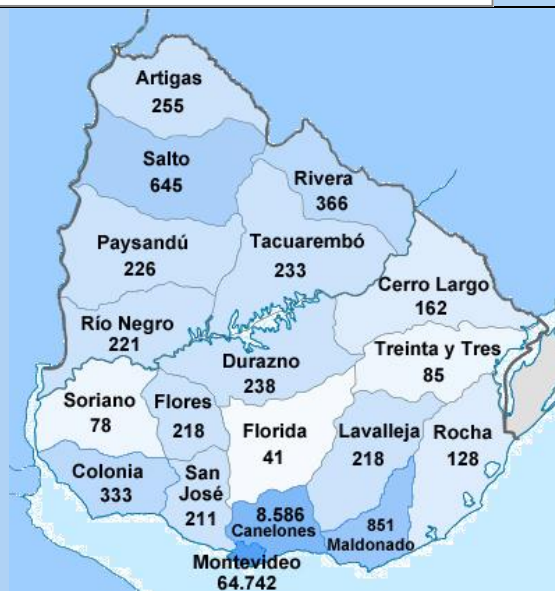 Artigas
255
Salto
645
Rivera
366
Paysandú
226
Tacuarembó
233
Cerro Largo
162
Río Negro
221
Durazno
238
Treinta y Tres
85
Soriano
78
Flores
218
Florida
41
Lavalleja
218
Rocha
128
Colonia
333
San
José
211
8.586
Canelones
851
Maldonado
Montevideo
64.742